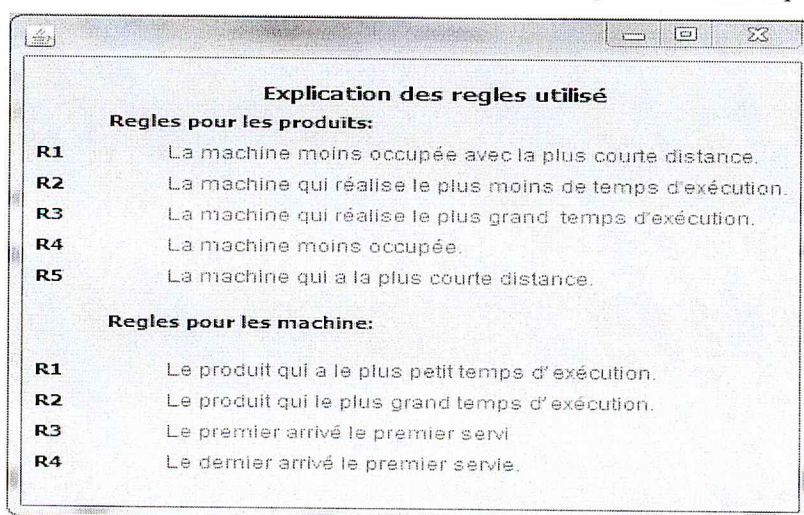 Explication des regles utilisé
Regles pour les produits:
R1 La machine moins occupée avec la plus courte distance.
R2 La machine qui réalise le plus moins de temps d'exécution.
R3 La machine qui réalise le plus grand temps d'exécution.
R4 La machine moins occupée.
R5 La machine qui a la plus courte distance.
Regles pour les machine:
R1 Le produit qui a le plus petit temps d'exécution.
R2 Le produit qui le plus grand temps d'exécution.
R3 Le premier arrivé le premier servi
R4 Le dernier arrivé le premier servie.